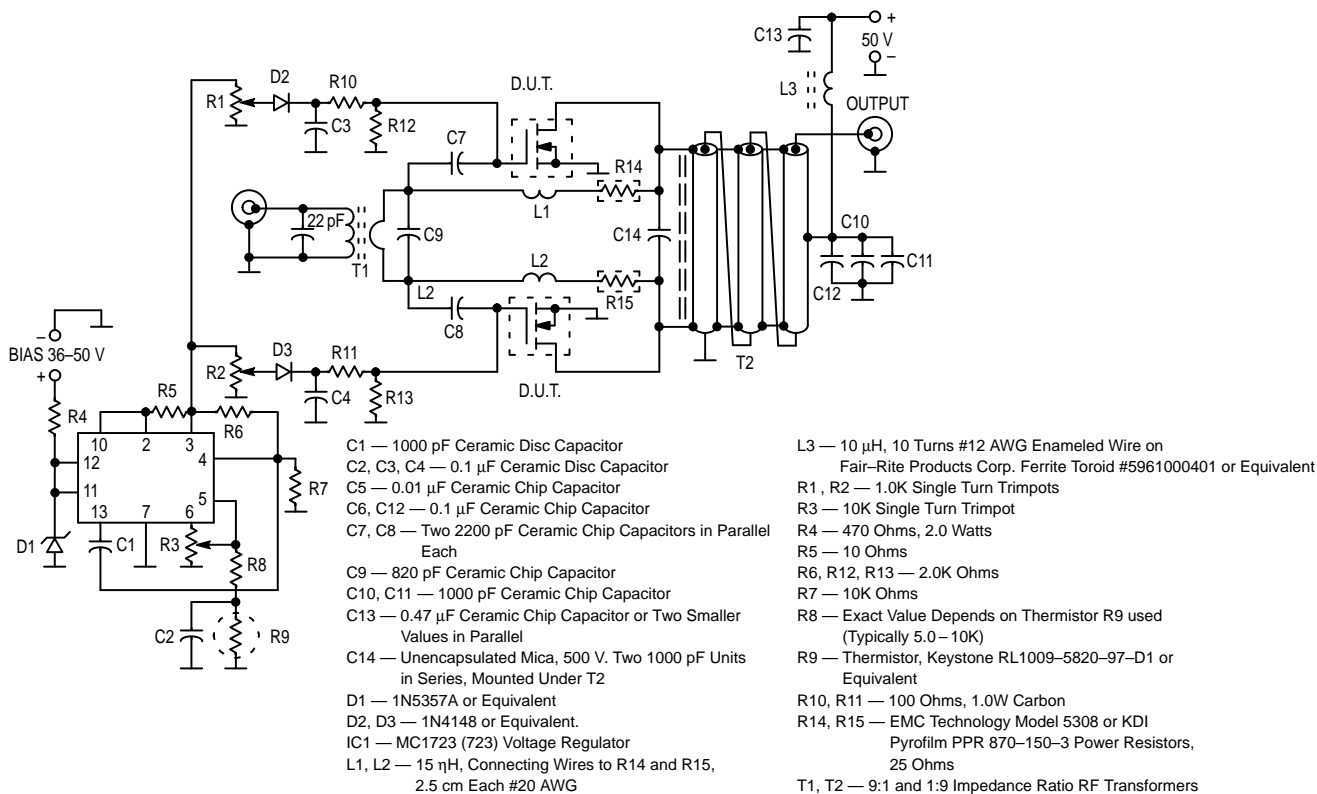 C13
+
50 V
–
D2
R10
D.U.T.
L3
OUTPUT
R1
C3
R12
C7
R14
L1
22 pF
C9
C14
C10
T1
L2
C11
L2
R15
C12
C8
–
BIAS 36–50 V
+
D3
R11
T2
R2
D.U.T.
R5
C4
R13
R4
R6
10
2
3
4
12
11
5
R7
13
7
6
D1
C1
R3
R8
C2
R9
C1 — 1000 pF Ceramic Disc Capacitor
C2, C3, C4 — 0.1 μF Ceramic Disc Capacitor
C5 — 0.01 μF Ceramic Chip Capacitor
C6, C12 — 0.1 μF Ceramic Chip Capacitor
C7, C8 — Two 2200 pF Ceramic Chip Capacitors in Parallel
Each
C9 — 820 pF Ceramic Chip Capacitor
C10, C11 — 1000 pF Ceramic Chip Capacitor
C13 — 0.47 μF Ceramic Chip Capacitor or Two Smaller
Values in Parallel
C14 — Unencapsulated Mica, 500 V. Two 1000 pF Units
in Series, Mounted Under T2
D1 — 1N5357A or Equivalent
D2, D3 — 1N4148 or Equivalent.
IC1 — MC1723 (723) Voltage Regulator
L1, L2 — 15 ηH, Connecting Wires to R14 and R15,
2.5 cm Each #20 AWG
L3 — 10 μH, 10 Turns #12 AWG Enameled Wire on
Fair–Rite Products Corp. Ferrite Toroid #5961000401 or Equivalent
R1, R2 — 1.0K Single Turn Trimpots
R3 — 10K Single Turn Trimpot
R4 — 470 Ohms, 2.0 Watts
R5 — 10 Ohms
R6, R12, R13 — 2.0K Ohms
R7 — 10K Ohms
R8 — Exact Value Depends on Thermistor R9 used
(Typically 5.0–10K)
R9 — Thermistor, Keystone RL1009–5820–97–D1 or
Equivalent
R10, R11 — 100 Ohms, 1.0W Carbon
R14, R15 — EMC Technology Model 5308 or KDI
Pyrofilm PPR 870–150–3 Power Resistors,
25 Ohms
T1, T2 — 9:1 and 1:9 Impedance Ratio RF Transformers